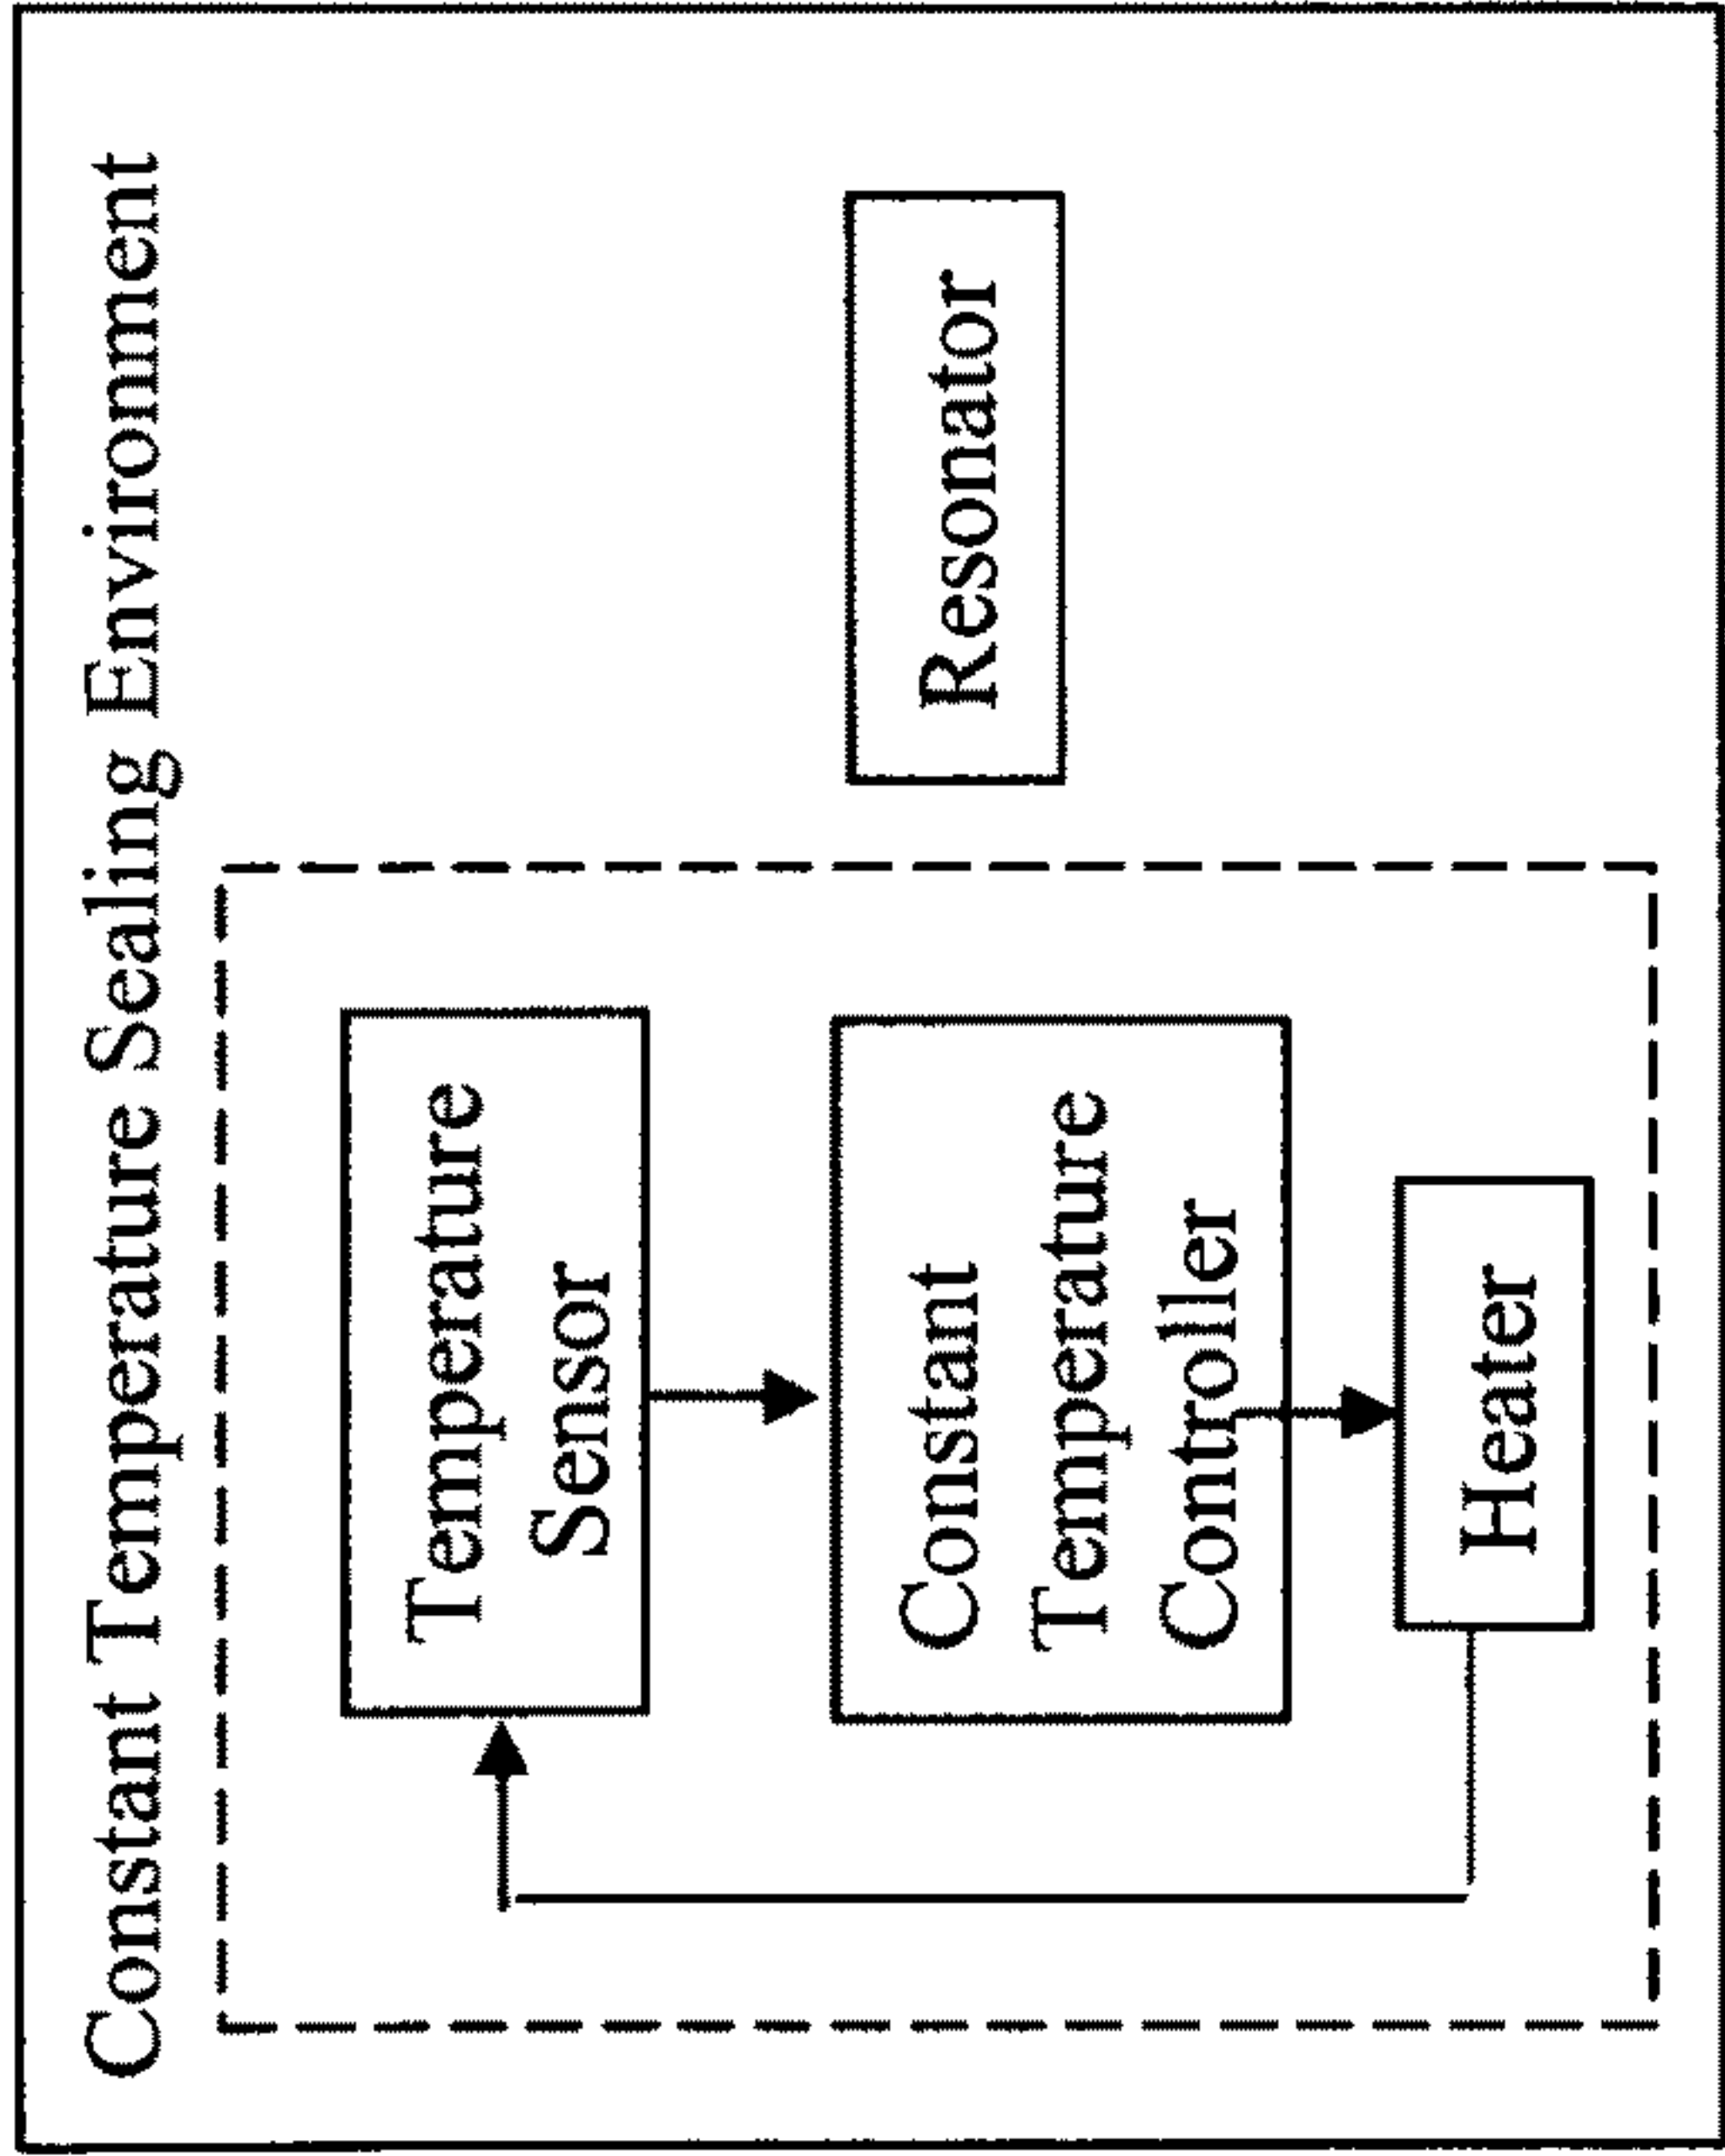 Constant Temperature Sealing Environment
Temperature
Sensor
Constant
Temperature
Controller
Heater
Resonator